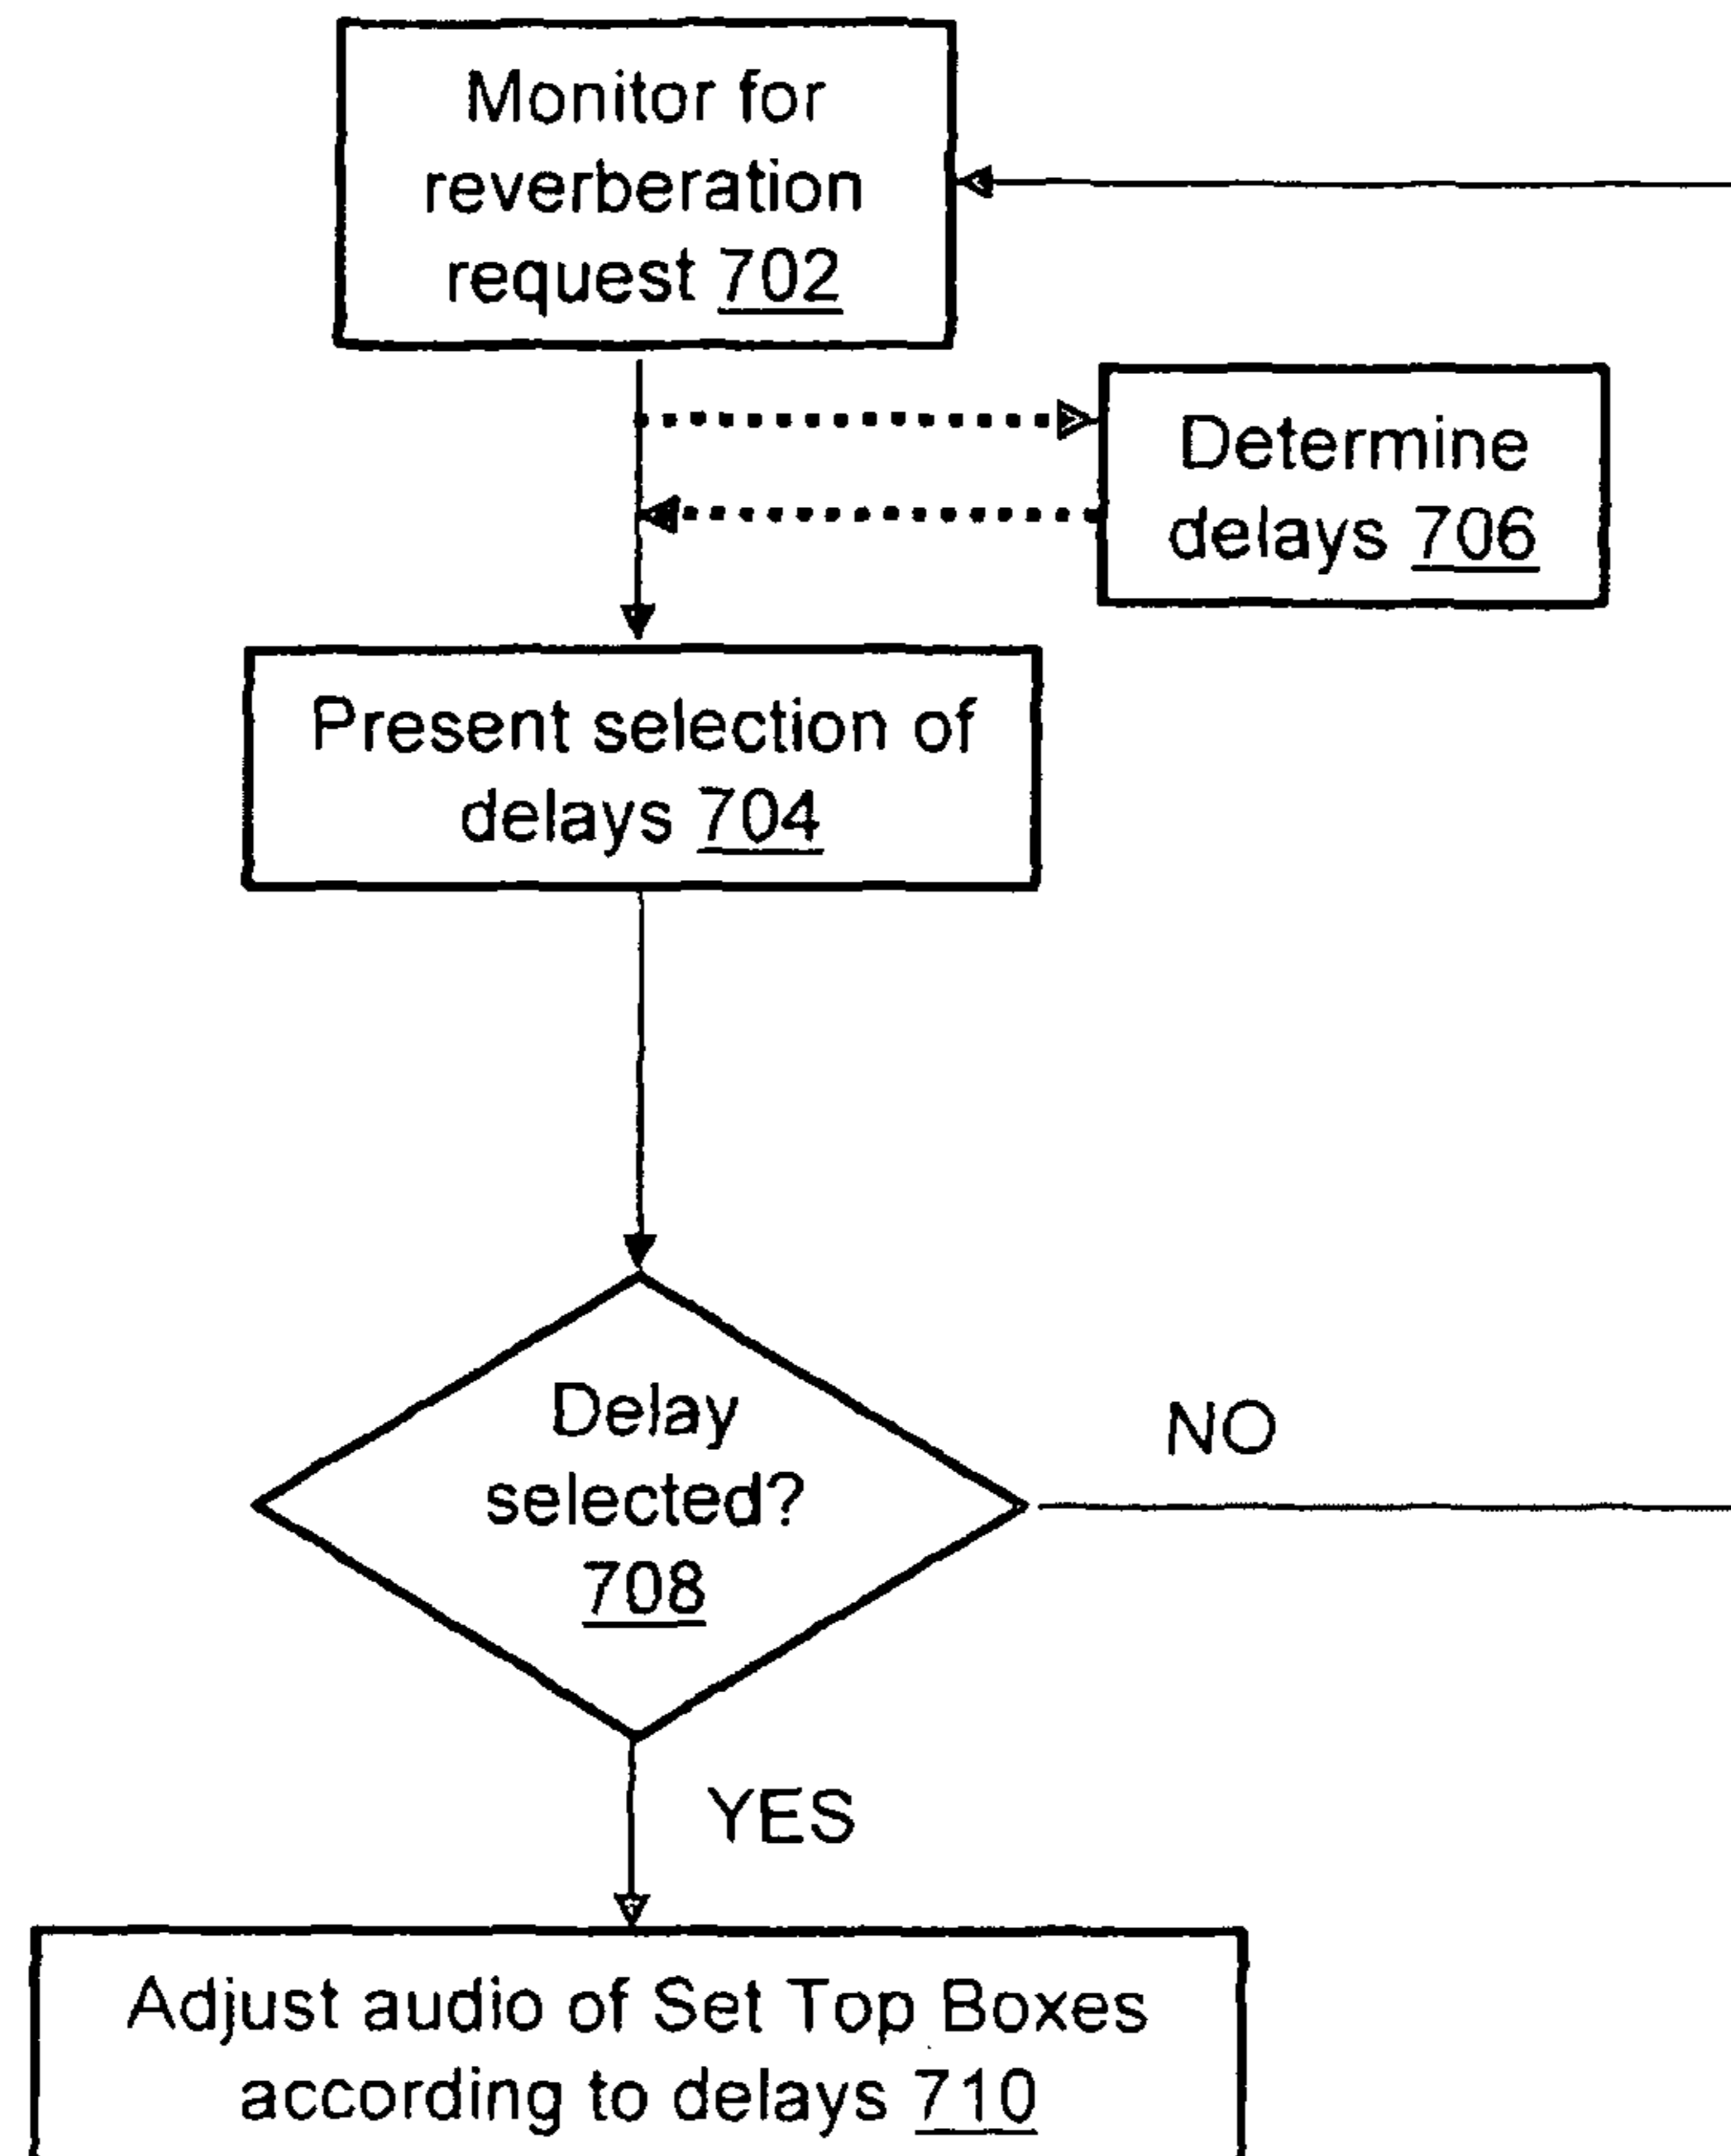 Monitor for
reverberation
request 702
Determine
delays 706
Present selection of
delays 704
Delay
selected?
708
NO
YES
Adjust audio of Set Top Boxes
according to delays 710